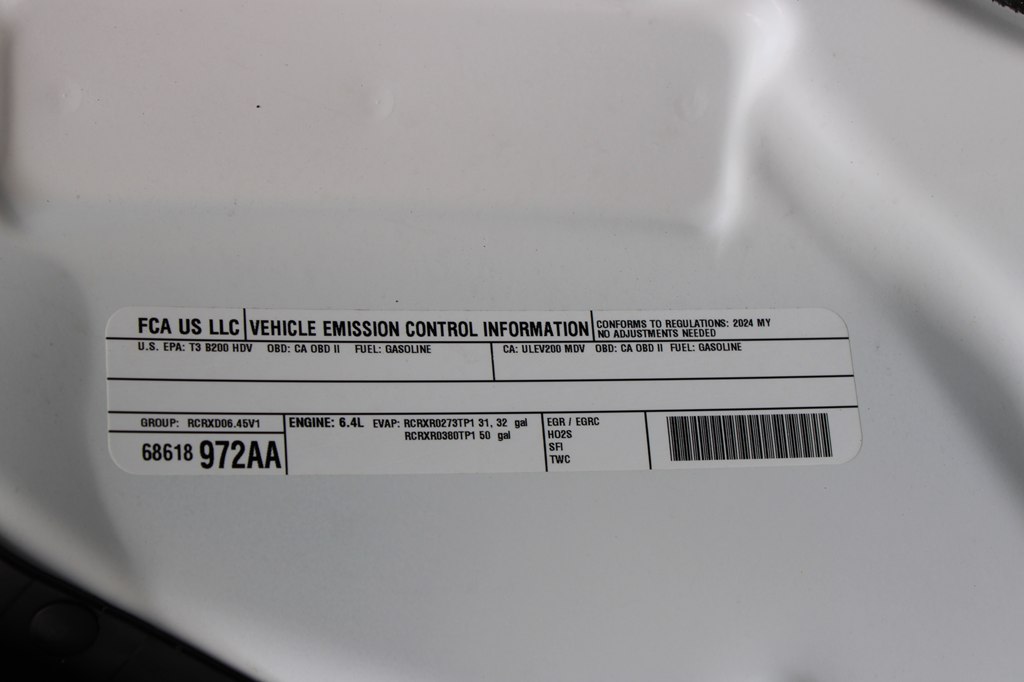 FCA US LLC VEHICLE EMISSION CONTROL INFORMATION CONFORMS TO REGULATIONS: 2024 MY
NO ADJUSTMENTS NEEDED
U.S. EPA: T3 B200 HDV OBD: CA OBD II FUEL: GASOLINE CA: ULEV200 MDV OBD: CA OBD II FUEL: GASOLINE
GROUP: RCRXD06.45V1
68618 972AA
ENGINE: 6.4L EVAP: RCRXR0273TP1 31, 32 gal
RCRXR0380TP1 50 gal
EGR / EGRC
HO2S
SFI
TWC